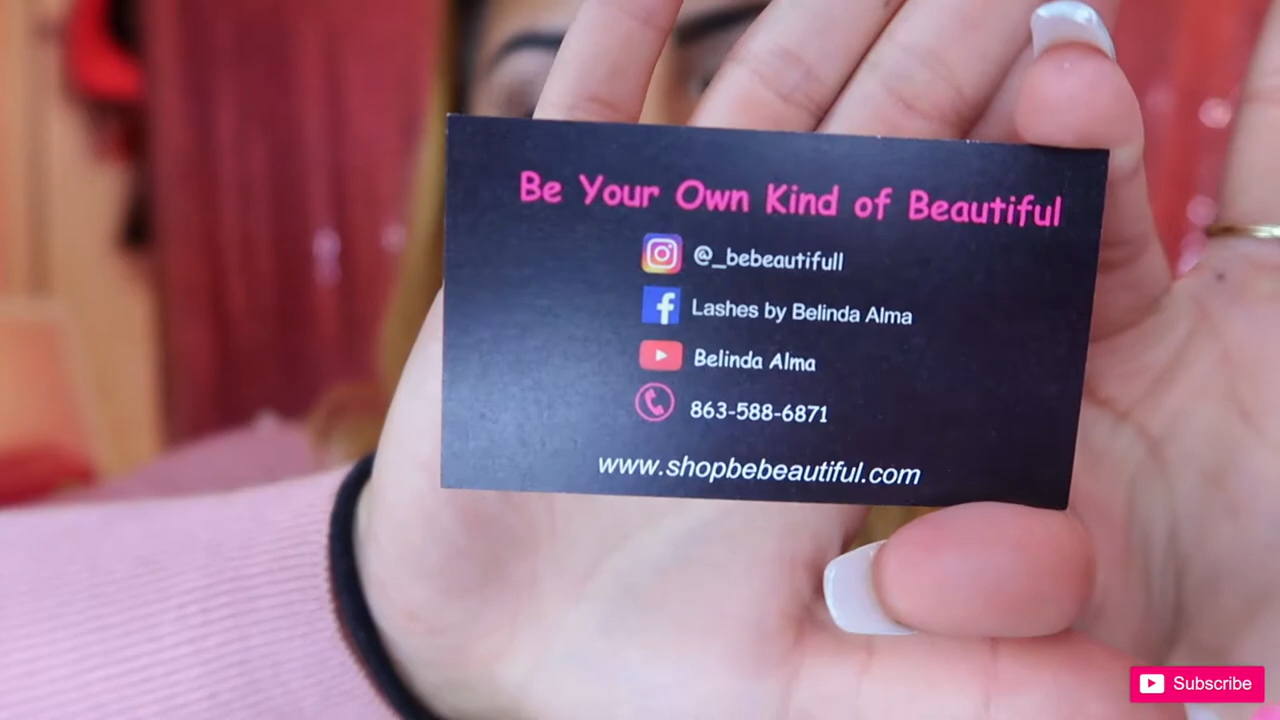 Be Your Own Kind of Beautiful
@_bebeautifull
Lashes by Belinda Alma
Belinda Alma
863-588-6871
www.shopbebeautiful.com
Subscribe